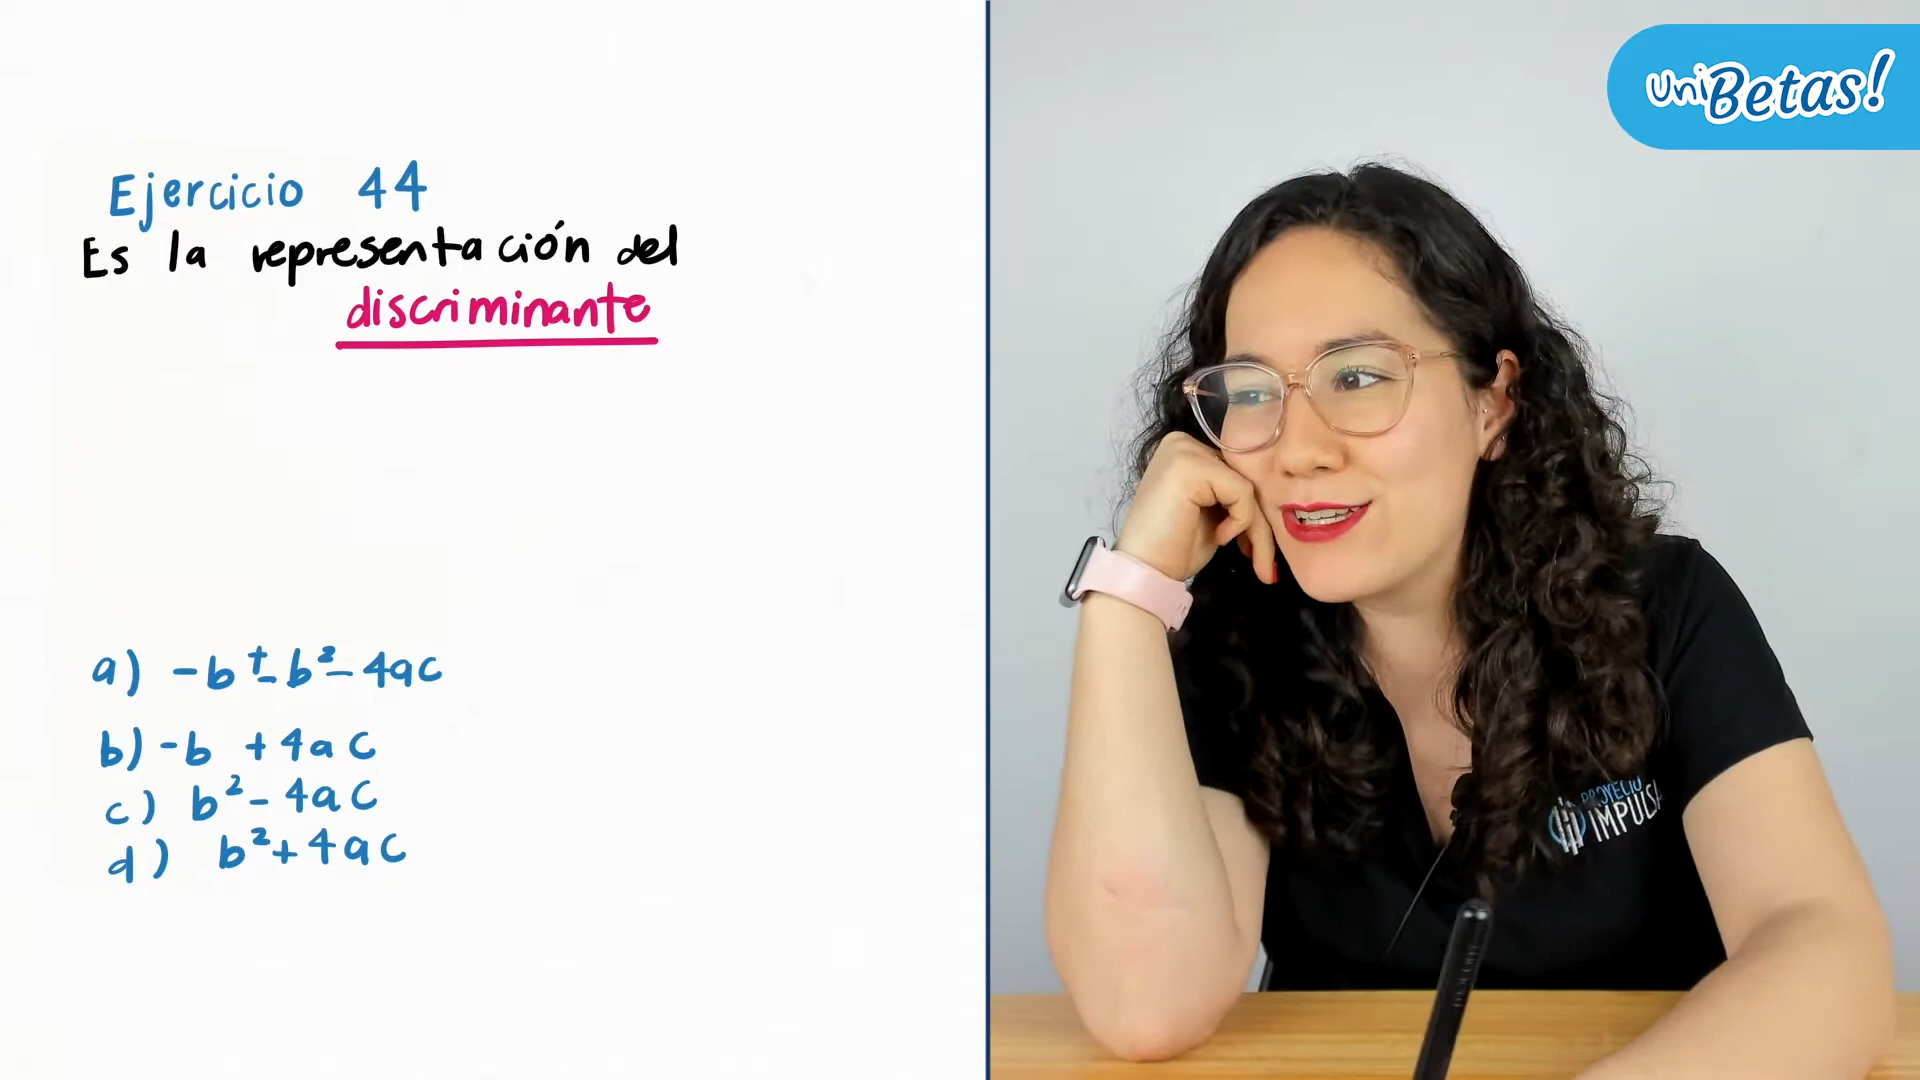 uniBetas!
Ejercicio 44
Es la representación del
discriminante
a) -b ± b² - 4ac
b) -b + 4ac
c) b² - 4ac
d) b² + 4ac
PROYECTO
IMPULSA